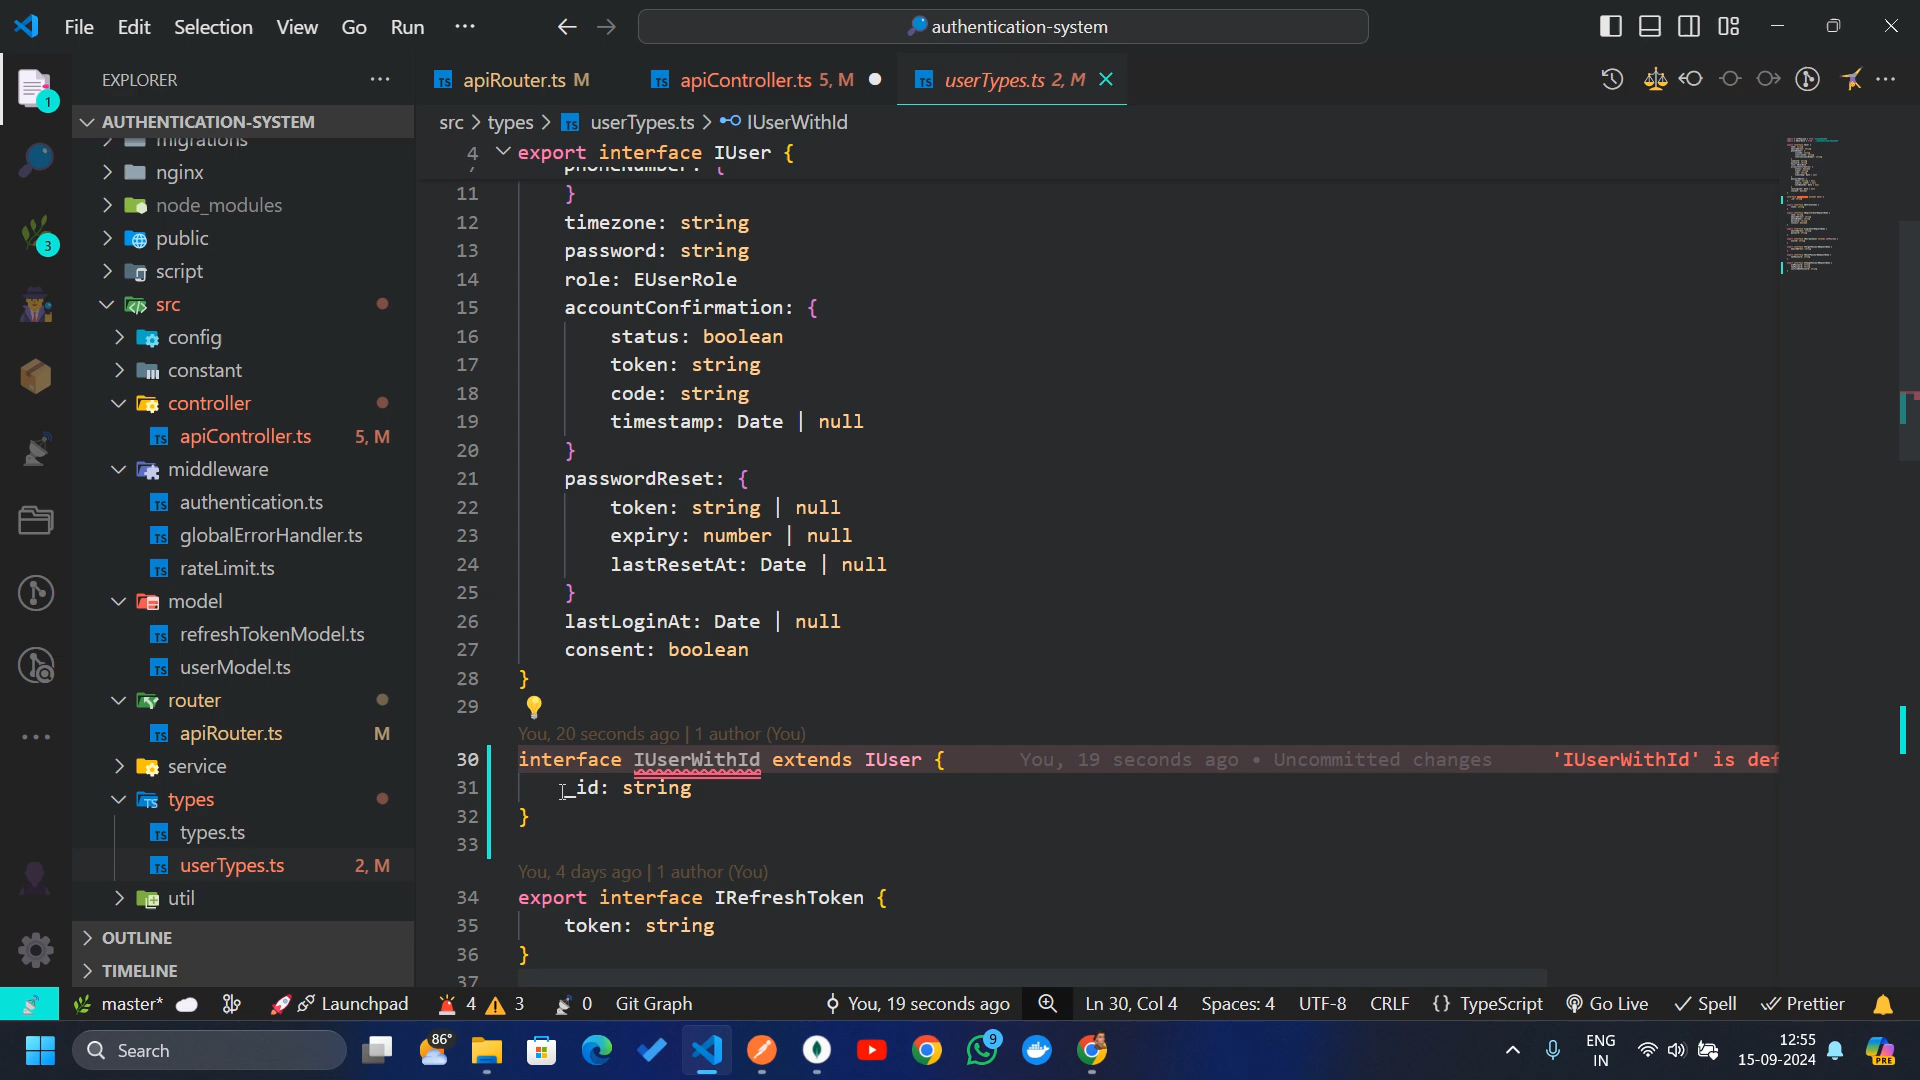 File Edit Selection View Go Run ···
authentication-system
EXPLORER
AUTHENTICATION-SYSTEM
migrations
nginx
node_modules
public
script
src
config
constant
controller
apiController.ts 5, M
middleware
authentication.ts
globalErrorHandler.ts
rateLimit.ts
model
refreshTokenModel.ts
userModel.ts
router
apiRouter.ts M
service
types
types.ts
userTypes.ts 2, M
util
OUTLINE
TIMELINE
1
3
apiRouter.ts M
apiController.ts 5, M
userTypes.ts 2, M
src > types > userTypes.ts > IUserWithId
4 export interface IUser {
phoneNumber: {
11 }
12 timezone: string
13 password: string
14 role: EUserRole
15 accountConfirmation: {
16 status: boolean
17 token: string
18 code: string
19 timestamp: Date | null
20 }
21 passwordReset: {
22 token: string | null
23 expiry: number | null
24 lastResetAt: Date | null
25 }
26 lastLoginAt: Date | null
27 consent: boolean
28 }
29
You, 20 seconds ago | 1 author (You)
30 interface IUserWithId extends IUser { You, 19 seconds ago • Uncommitted changes 'IUserWithId' is def
31 _id: string
32 }
33
You, 4 days ago | 1 author (You)
34 export interface IRefreshToken {
35 token: string
36 }
37
master* Launchpad 4 3 0 Git Graph You, 19 seconds ago Ln 30, Col 4 Spaces: 4 UTF-8 CRLF {} TypeScript Go Live Spell Prettier
Search
86°
9
ENG
IN
12:55
15-09-2024
PRE